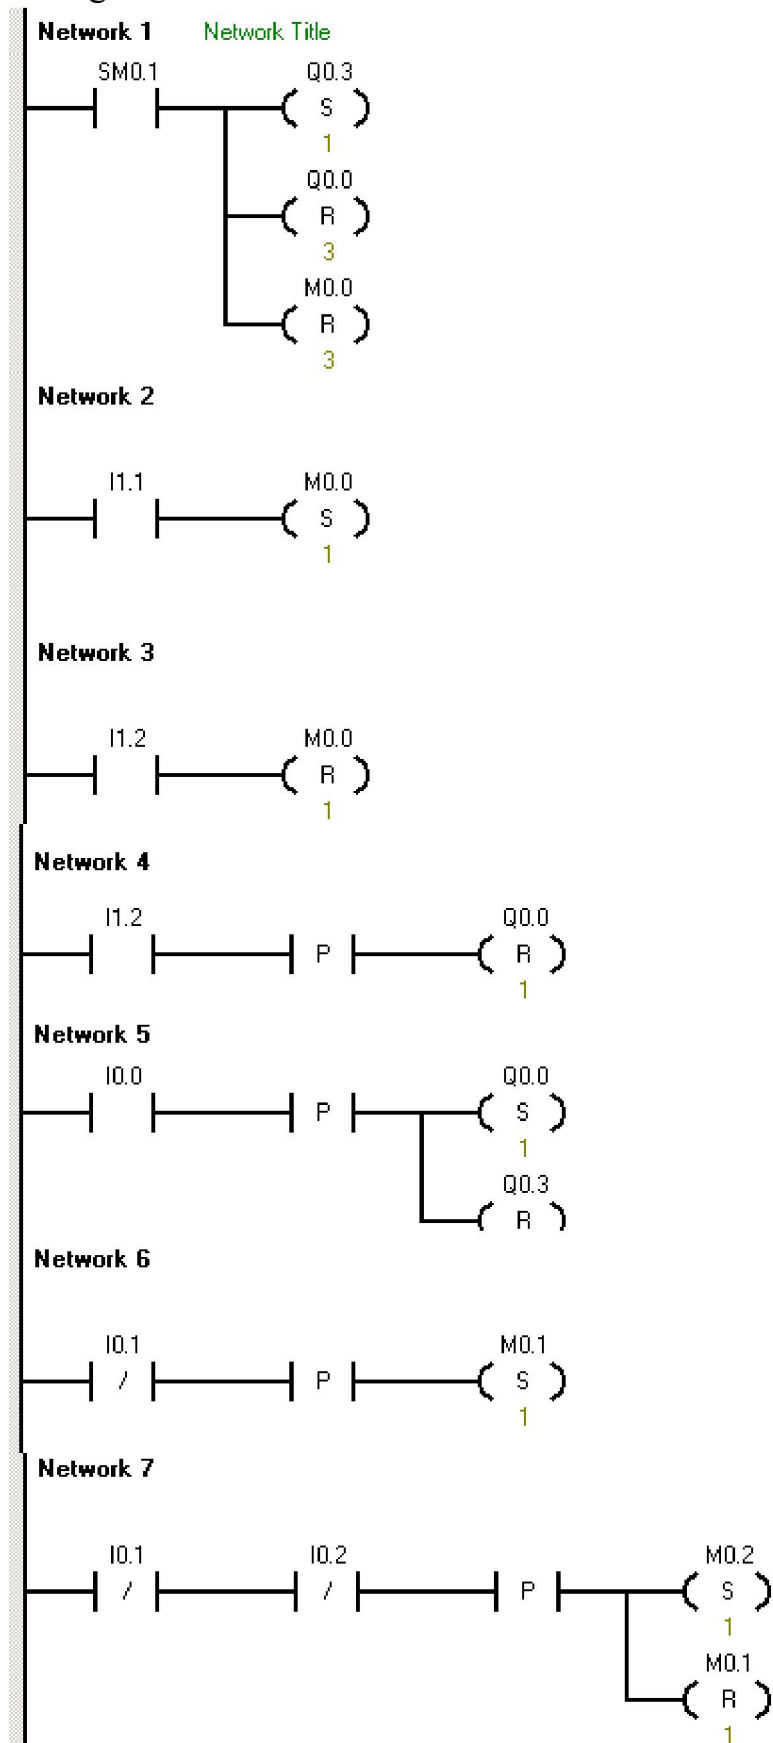 Network 1 Network Title
SM0.1 Q0.3
S
1
Q0.0
R
3
M0.0
R
3
Network 2
I1.1 M0.0
S
1
Network 3
I1.2 M0.0
R
1
Network 4
I1.2 Q0.0
P R
1
Network 5
I0.0 Q0.0
P S
1
Q0.3
R
Network 6
I0.1 M0.1
/ P S
1
Network 7
I0.1 I0.2 M0.2
/ / P S
1
M0.1
R
1